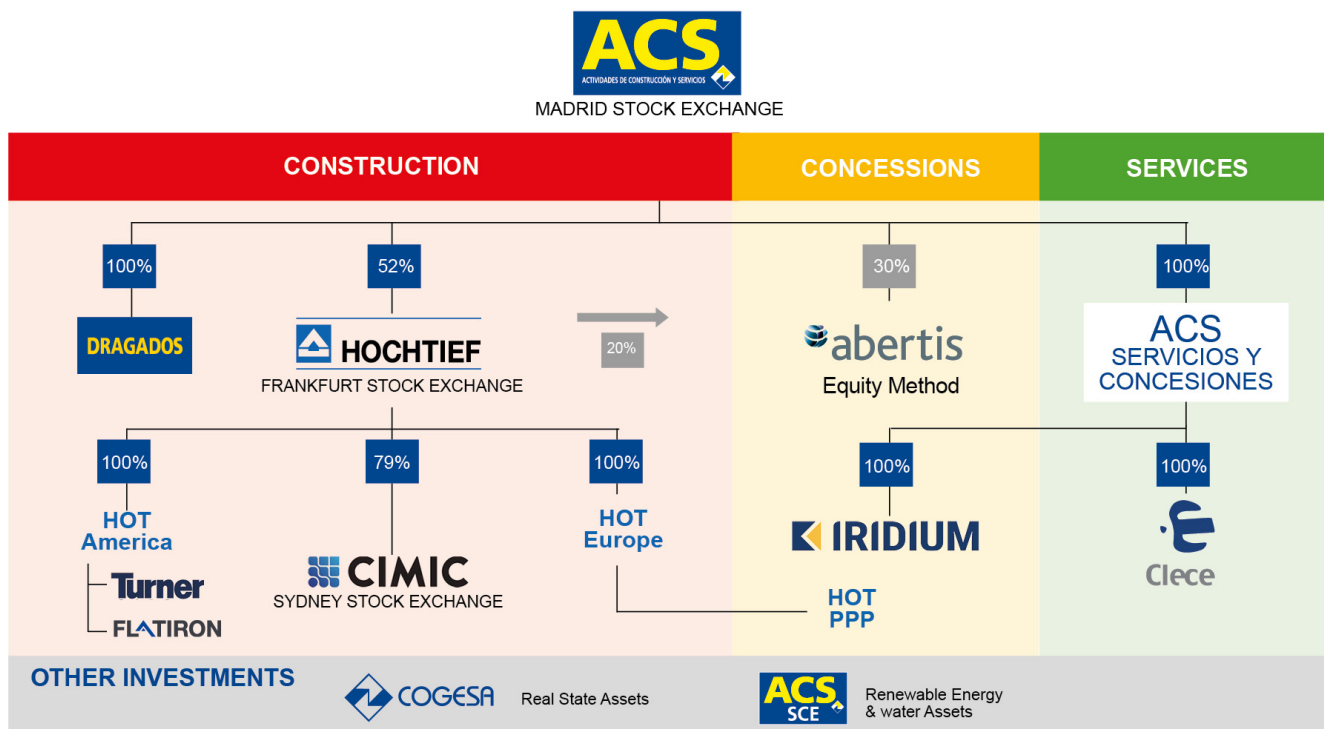 ACS
ACTIVIDADES DE CONSTRUCCIÓN Y SERVICIOS
MADRID STOCK EXCHANGE
CONSTRUCTION
CONCESSIONS
SERVICES
100%
52%
30%
100%
DRAGADOS
HOCHTIEF
FRANKFURT STOCK EXCHANGE
20%
abertis
Equity Method
ACS
SERVICIOS Y
CONCESIONES
100%
79%
100%
100%
100%
HOT
America
Turner
FLATIRON
CIMIC
SYDNEY STOCK EXCHANGE
HOT
Europe
IRIDIUM
HOT
PPP
Clece
OTHER INVESTMENTS
COGESA
Real State Assets
ACS
SCE
Renewable Energy
& water Assets